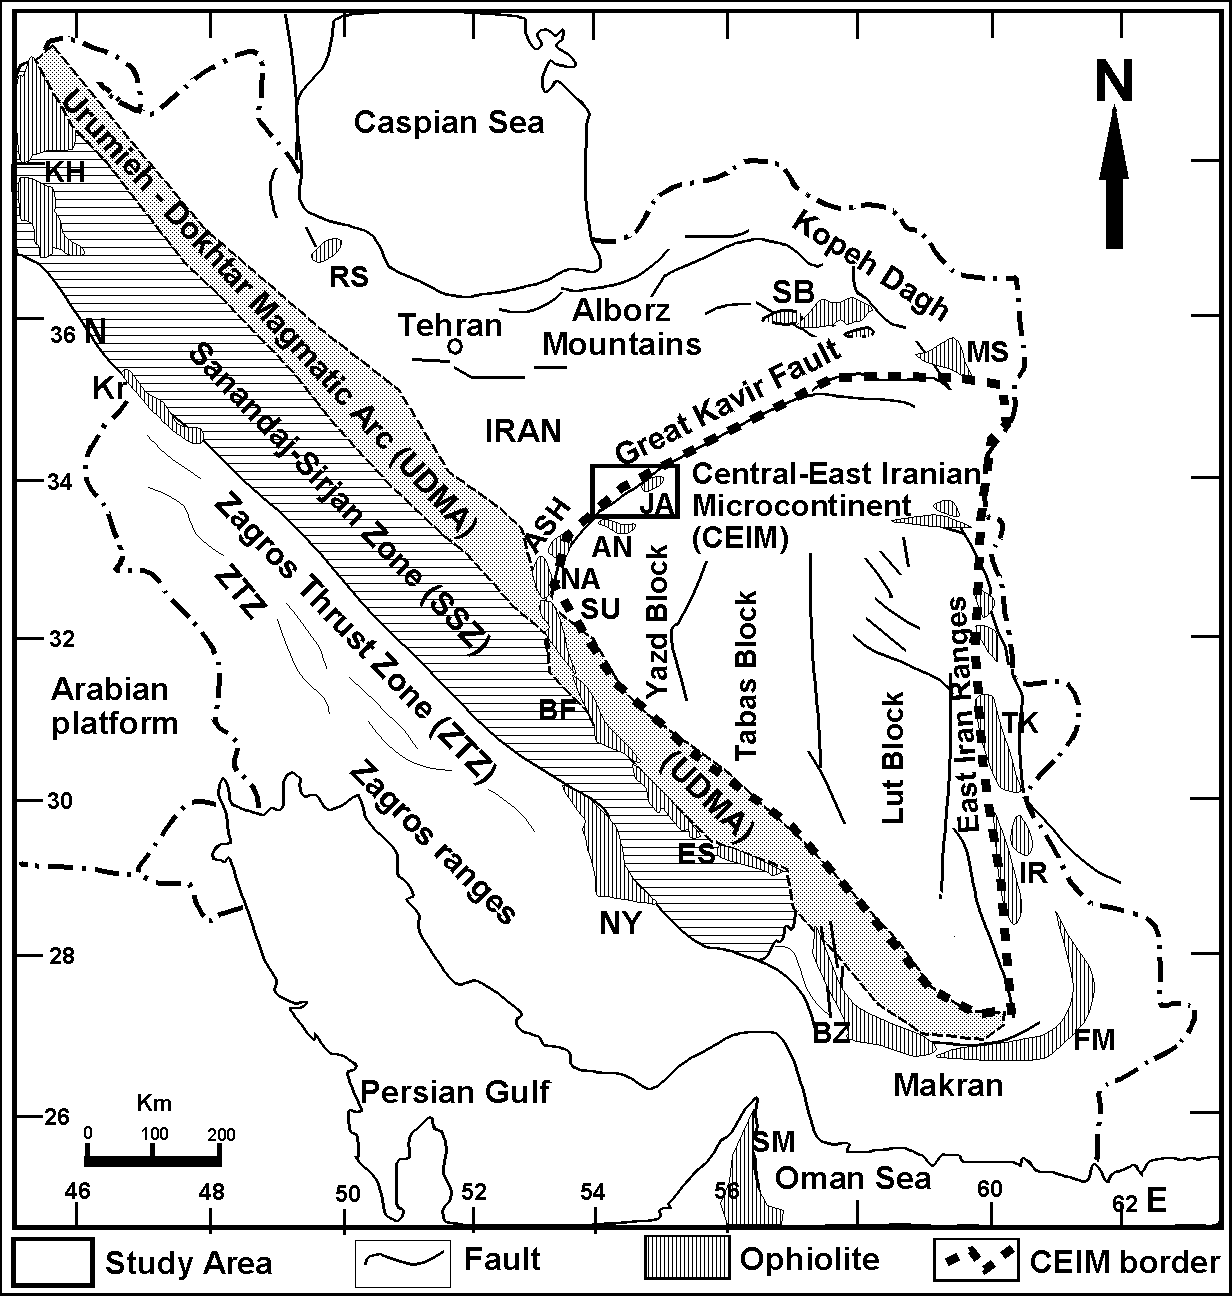 Caspian Sea
N
Urumieh - Dokhtar Magmatic Arc (UDMA)
KH
Kopeh Dagh
RS
SB
Alborz
Mountains
Tehran
36 N
MS
Sanandaj-Sirjan Zone (SSZ)
Kr
Great Kavir Fault
IRAN
34
Central-East Iranian
Microcontinent
(CEIM)
JA
ASH
AN
Zagros Thrust Zone (ZTZ)
ZTZ
NA
SU
Yazd Block
Tabas Block
Lut Block
East Iran Ranges
32
Arabian
platform
BF
TK
(UDMA)
30
Zagros ranges
ES
IR
NY
28
BZ
FM
Makran
Persian Gulf
26
Km
0 100 200
SM
Oman Sea
46 48 50 52 54 56 60 62 E
Study Area Fault Ophiolite CEIM border